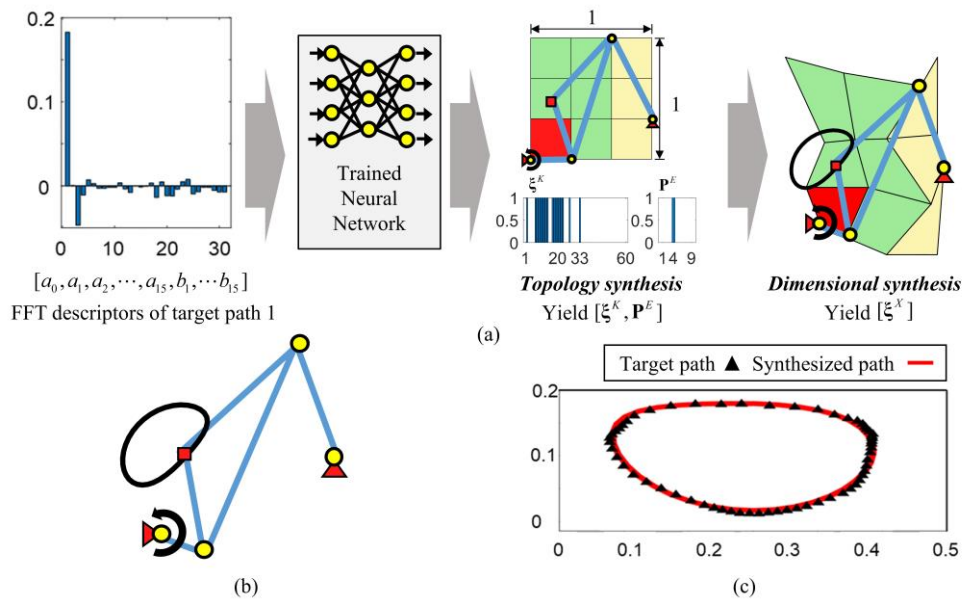 0.2
0.1
0
0 10 20 30
[a₀, a₁, a₂, ⋯, a₁₅, b₁, ⋯ b₁₅]
FFT descriptors of target path 1
Trained
Neural
Network
1
1
ξᴷ Pᴱ
1
0
1 20 33 60
1
0
1 4 9
Topology synthesis
Yield [ξᴷ, Pᴱ]
Dimensional synthesis
Yield [ξˣ]
(a)
(b)
Target path ▲ Synthesized path
0.2
0.1
0
0 0.1 0.2 0.3 0.4 0.5
(c)